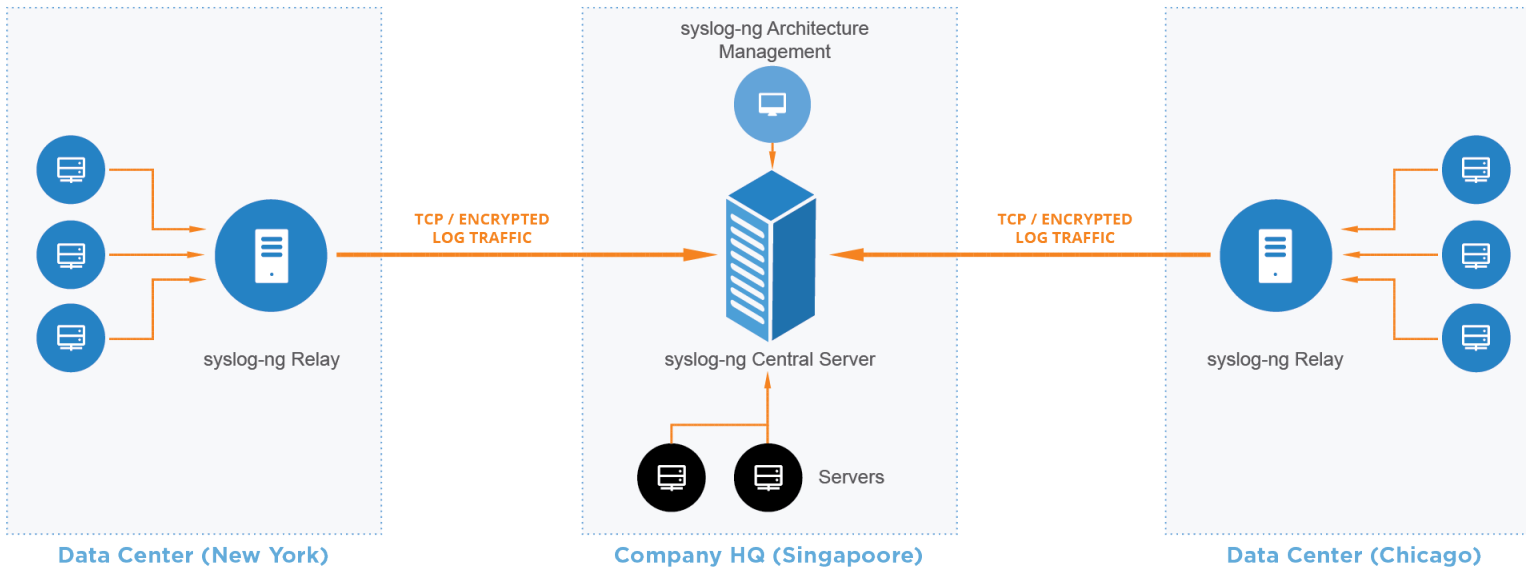 syslog-ng Architecture
Management
TCP / ENCRYPTED
LOG TRAFFIC
TCP / ENCRYPTED
LOG TRAFFIC
syslog-ng Relay
syslog-ng Central Server
syslog-ng Relay
Servers
Data Center (New York)
Company HQ (Singapoore)
Data Center (Chicago)